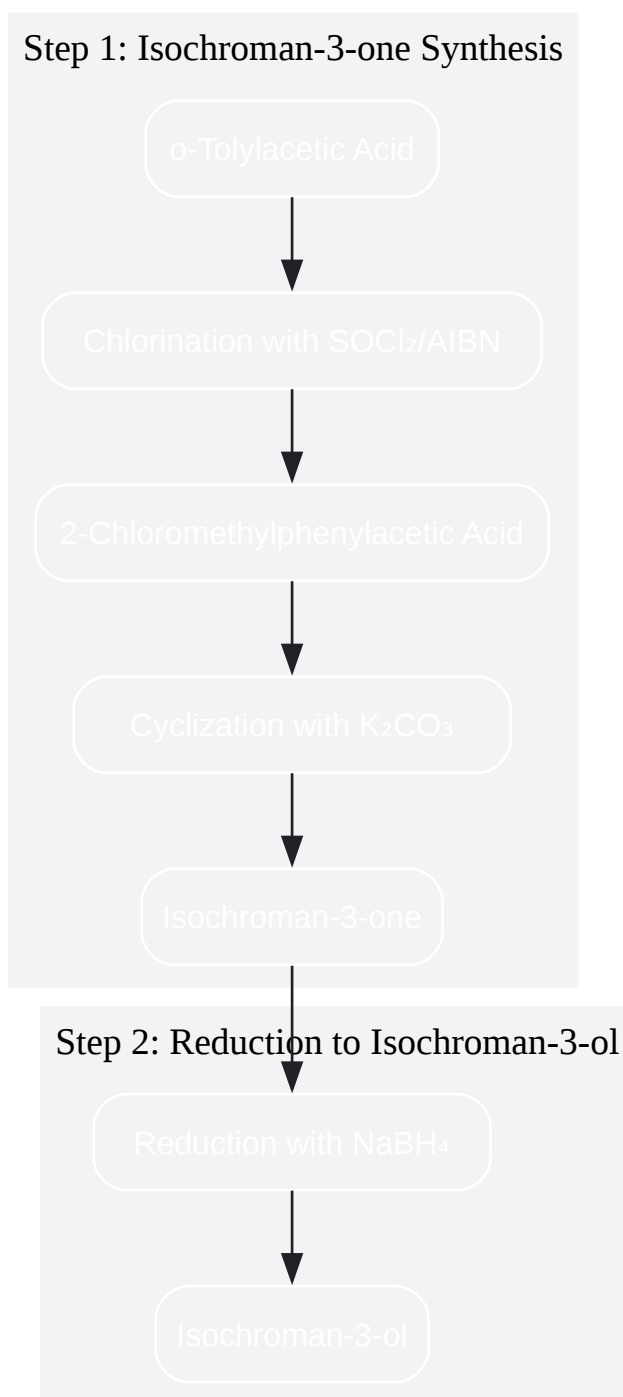 Step 1: Isochroman-3-one Synthesis
o-Tolylacetic Acid
Chlorination with SOCl₂/AIBN
2-Chloromethylphenylacetic Acid
Cyclization with K₂CO₃
Isochroman-3-one
Step 2: Reduction to Isochroman-3-ol
Reduction with NaBH₄
Isochroman-3-ol